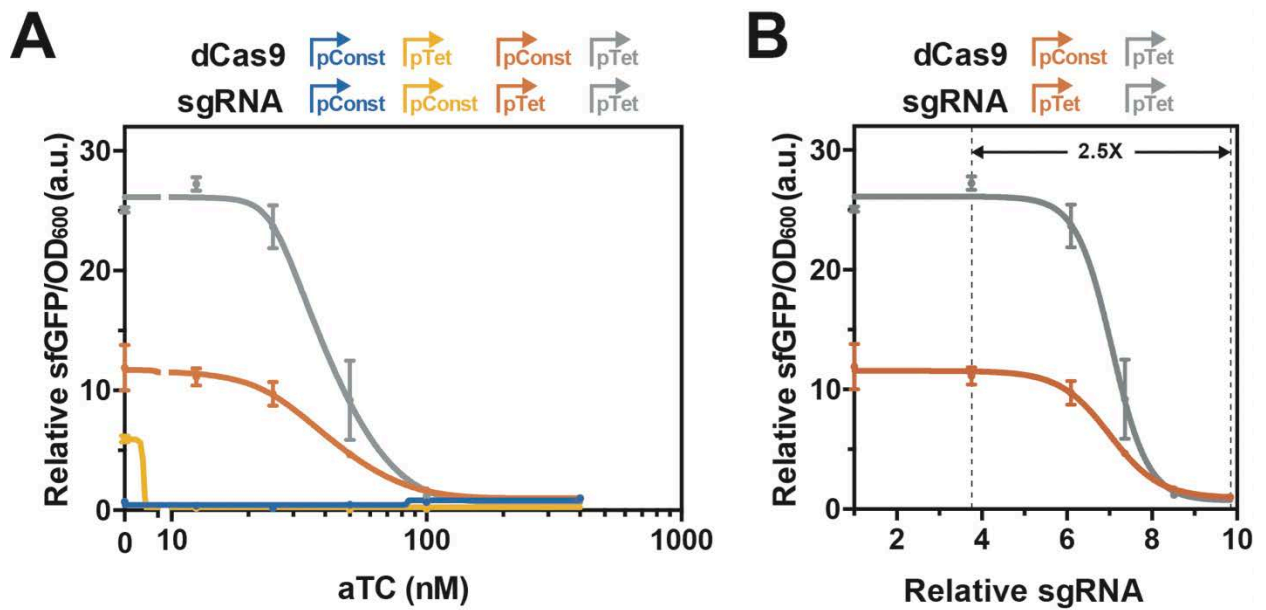 A
dCas9 pConst pTet pConst pTet
sgRNA pConst pConst pTet pTet
Relative sfGFP/OD600 (a.u.)
30
20
10
0
0 10 100 1000
aTC (nM)
B
dCas9 pConst pTet
sgRNA pTet pTet
Relative sfGFP/OD600 (a.u.)
30
20
10
0
2.5X
2 4 6 8 10
Relative sgRNA